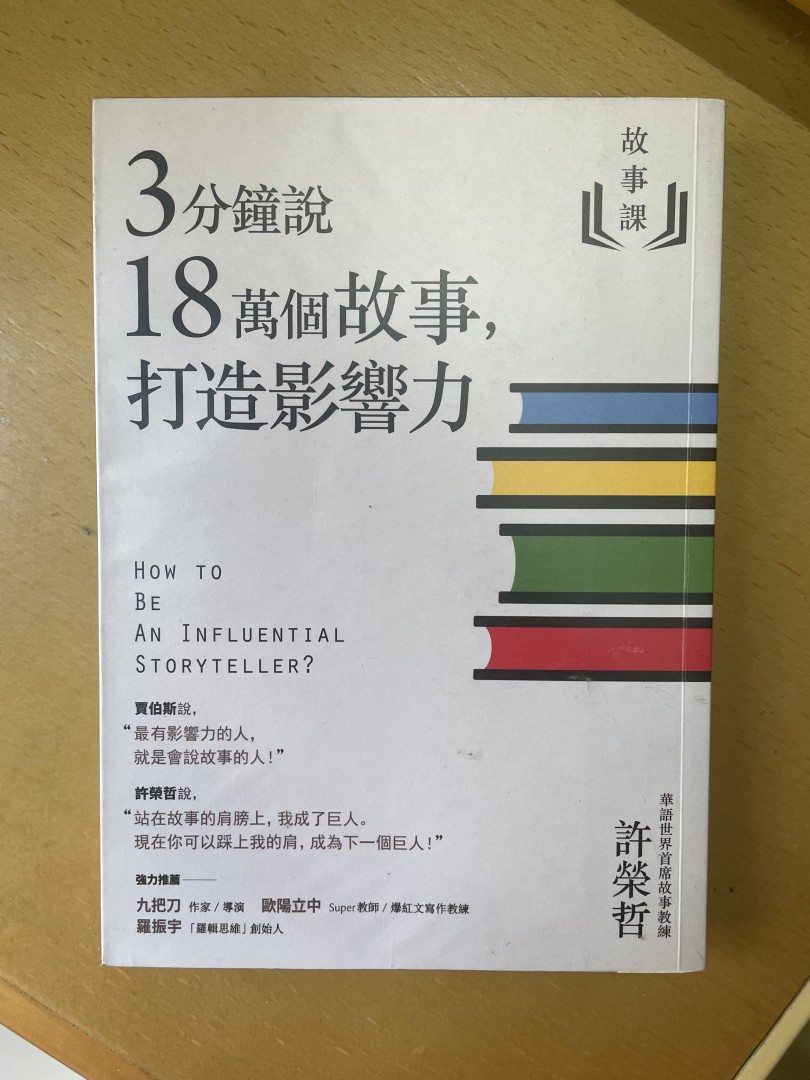 故事課
3分鐘說
18萬個故事,
打造影響力
HOW TO
BE
AN INFLUENTIAL
STORYTELLER?
賈伯斯說,
“最有影響力的人,
就是會說故事的人!”
許榮哲說,
“站在故事的肩膀上,我成了巨人。
現在你可以踩上我的肩,成為下一個巨人!”
強力推薦——
九把刀 作家/導演 歐陽立中 Super教師/爆紅文寫作教練
羅振宇 「羅輯思維」創始人
華語世界首席故事教練
許榮哲